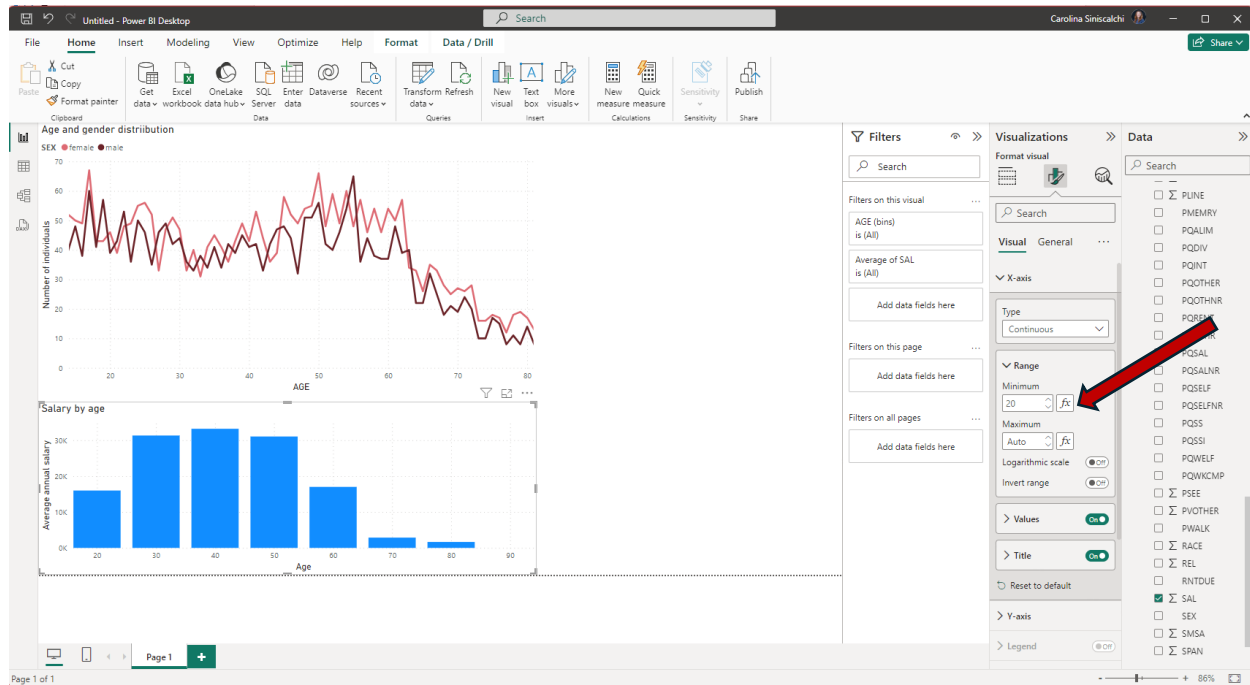 Untitled - Power BI Desktop
Search
Carolina Siniscalchi
File Home Insert Modeling View Optimize Help Format Data / Drill
Share
Paste
Cut
Copy
Format painter
Clipboard
Get data
Excel workbook
OneLake data hub
SQL Server
Enter data
Dataverse
Recent sources
Data
Transform data
Refresh
Queries
New visual
Text box
More visuals
Insert
New measure
Quick measure
Calculations
Sensitivity
Sensitivity
Publish
Share
Age and gender distriibution
SEX female male
70
60
50
40
30
20
10
0
Number of individuals
20 30 40 50 60 70 80
AGE
Salary by age
30K
20K
10K
0K
Average annual salary
20 30 40 50 60 70 80 90
Age
Filters
Search
Filters on this visual ...
AGE (bins)
is (All)
Average of SAL
is (All)
Add data fields here
Filters on this page ...
Add data fields here
Filters on all pages ...
Add data fields here
Visualizations
Format visual
Search
Visual General ...
X-axis
Type
Continuous
Range
Minimum
20 fx
Maximum
Auto fx
Logarithmic scale Off
Invert range Off
Values On
Title On
Reset to default
Y-axis
Legend Off
Data
Search
Σ PLINE
PMEMRY
PQALIM
PQDIV
PQINT
PQOTHER
PQOTHNR
PQSAL
PQSALNR
PQSELF
PQSELFNR
PQSS
PQSSI
PQWELF
PQWKCMP
Σ PSEE
Σ PVOTHER
PWALK
Σ RACE
Σ REL
RNTDUE
Σ SAL
SEX
Σ SMSA
Σ SPAN
Page 1
+
Page 1 of 1
- + 86%